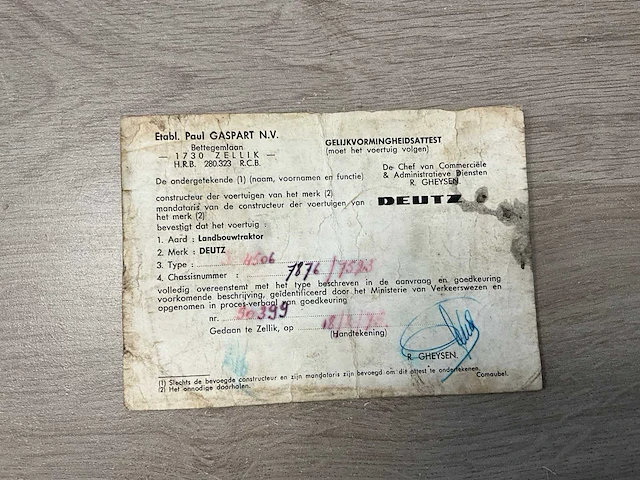 Etabl. Paul GASPART N.V.
Bettegemlaan
— 1730 ZELLIK —
H.R.B. 280.323 R.C.B.
GELIJKVORMINGHEIDSATTEST
(moet het voertuig volgen)
De Chef van Commerciële
& Administratieve Diensten
R. GHEYSEN.
De ondergetekende (1) (naam, voornamen en functie)
constructeur der voertuigen van het merk (2)
mandataris van de constructeur der voertuigen van DEUTZ
het merk (2)
bevestigt dat het voertuig :
1. Aard : Landbouwtraktor
2. Merk : DEUTZ
3. Type : 4506
4. Chassisnummer : 7876/7523
volledig overeenstemt met het type beschreven in de aanvraag en goedkeuring
voorkomende beschrijving, geïdentificeerd door het Ministerie van Verkeerswezen en
opgenomen in proces-verbaal van goedkeuring
nr. 90399
Gedaan te Zellik, op
(Handtekening)
R. GHEYSEN.
(1) Slechts de bevoegde constructeur en zijn mandataris zijn bevoegd om dit attest te ondertekenen.
(2) Het onnodige doorhalen.
Comaubel.